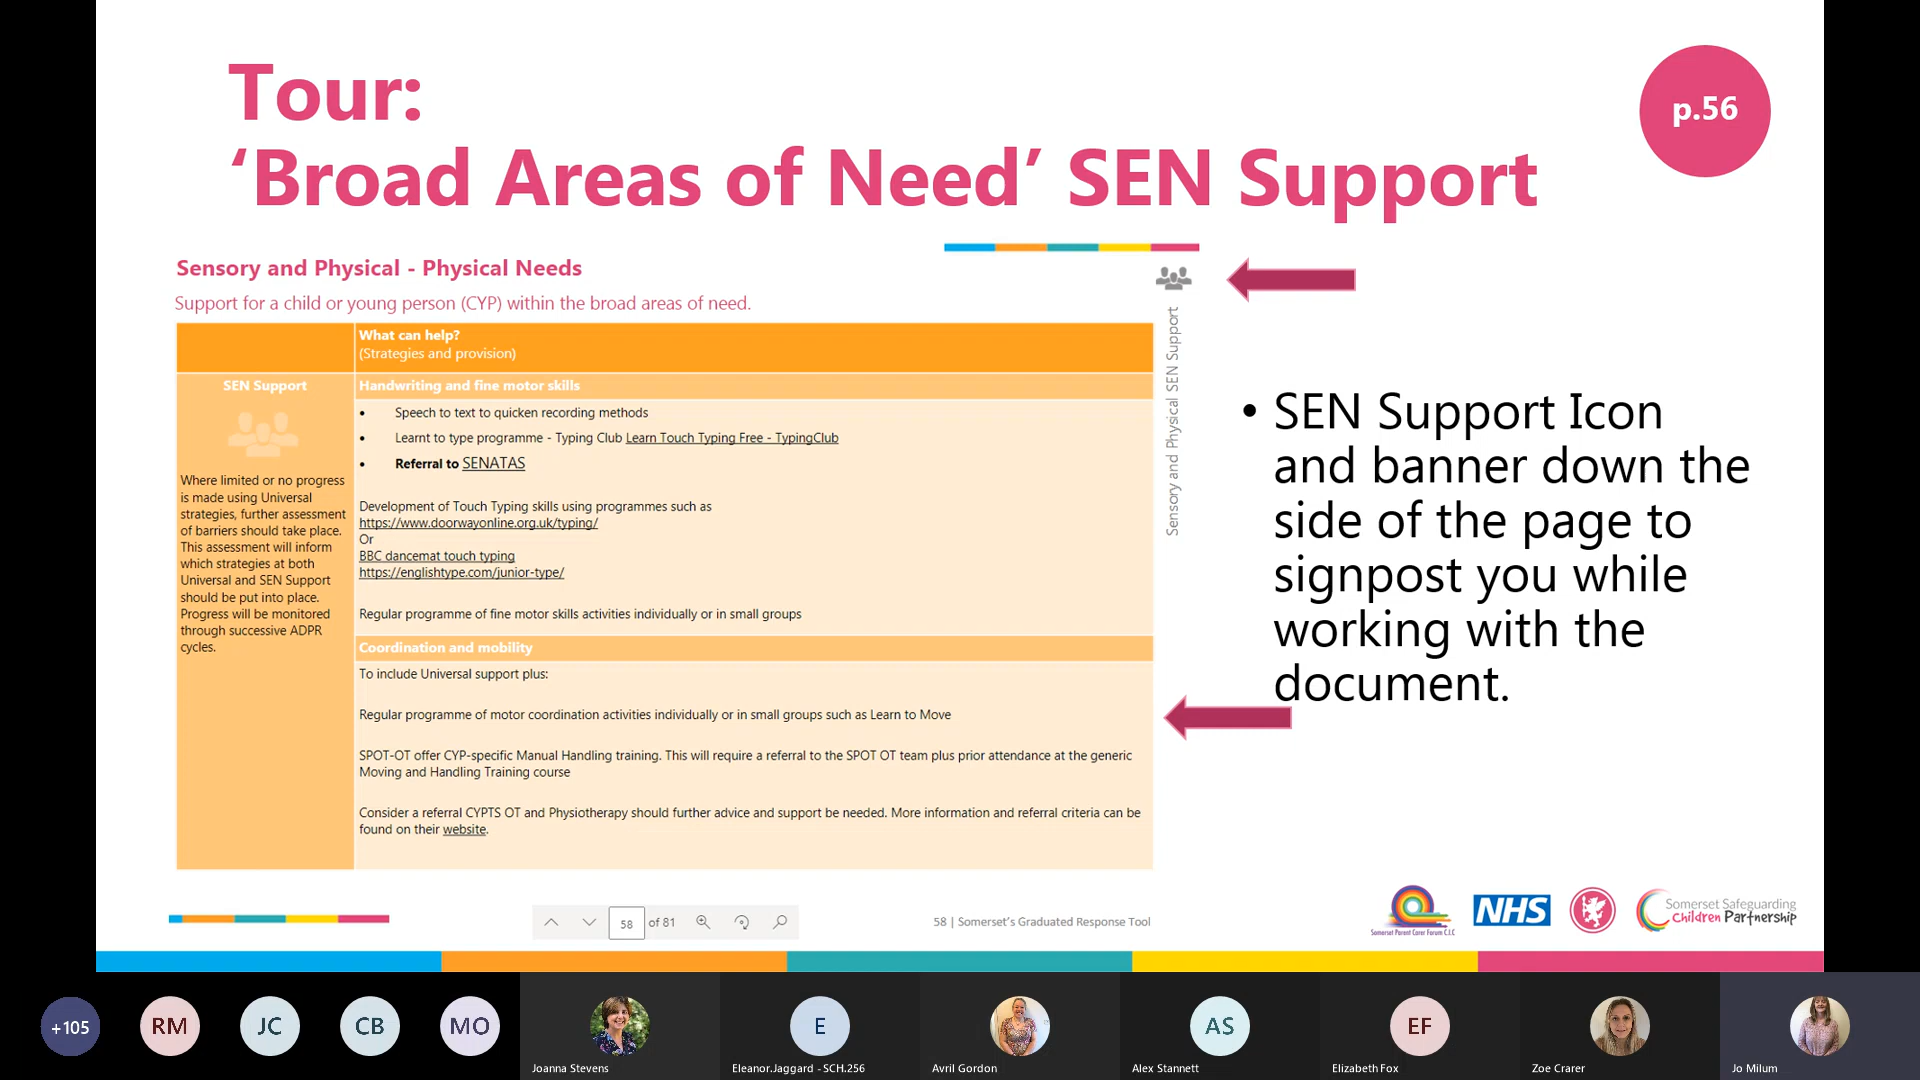 Tour:
‘Broad Areas of Need’ SEN Support
p.56
Sensory and Physical - Physical Needs
Support for a child or young person (CYP) within the broad areas of need.
What can help?
(Strategies and provision)
SEN Support
Where limited or no progress
is made using Universal
strategies, further assessment
of barriers should take place.
This assessment will inform
which strategies at both
Universal and SEN Support
should be put into place.
Progress will be monitored
through successive ADPR
cycles.
Handwriting and fine motor skills
• Speech to text to quicken recording methods
• Learnt to type programme - Typing Club Learn Touch Typing Free - TypingClub
• Referral to SENATAS
Development of Touch Typing skills using programmes such as
https://www.doorwayonline.org.uk/typing/
Or
BBC dancemat touch typing
https://englishtype.com/junior-type/
Regular programme of fine motor skills activities individually or in small groups
Coordination and mobility
To include Universal support plus:
Regular programme of motor coordination activities individually or in small groups such as Learn to Move
SPOT-OT offer CYP-specific Manual Handling training. This will require a referral to the SPOT OT team plus prior attendance at the generic
Moving and Handling Training course
Consider a referral CYPTS OT and Physiotherapy should further advice and support be needed. More information and referral criteria can be
found on their website.
Sensory and Physical SEN Support
• SEN Support Icon
and banner down the
side of the page to
signpost you while
working with the
document.
58 of 81
58 | Somerset's Graduated Response Tool
Somerset Parent Carer Forum C.I.C
NHS
Somerset Safeguarding
Children Partnership
+105
RM
JC
CB
MO
Joanna Stevens
E
Eleanor.Jaggard - SCH.256
Avril Gordon
AS
Alex Stannett
EF
Elizabeth Fox
Zoe Crarer
Jo Milum